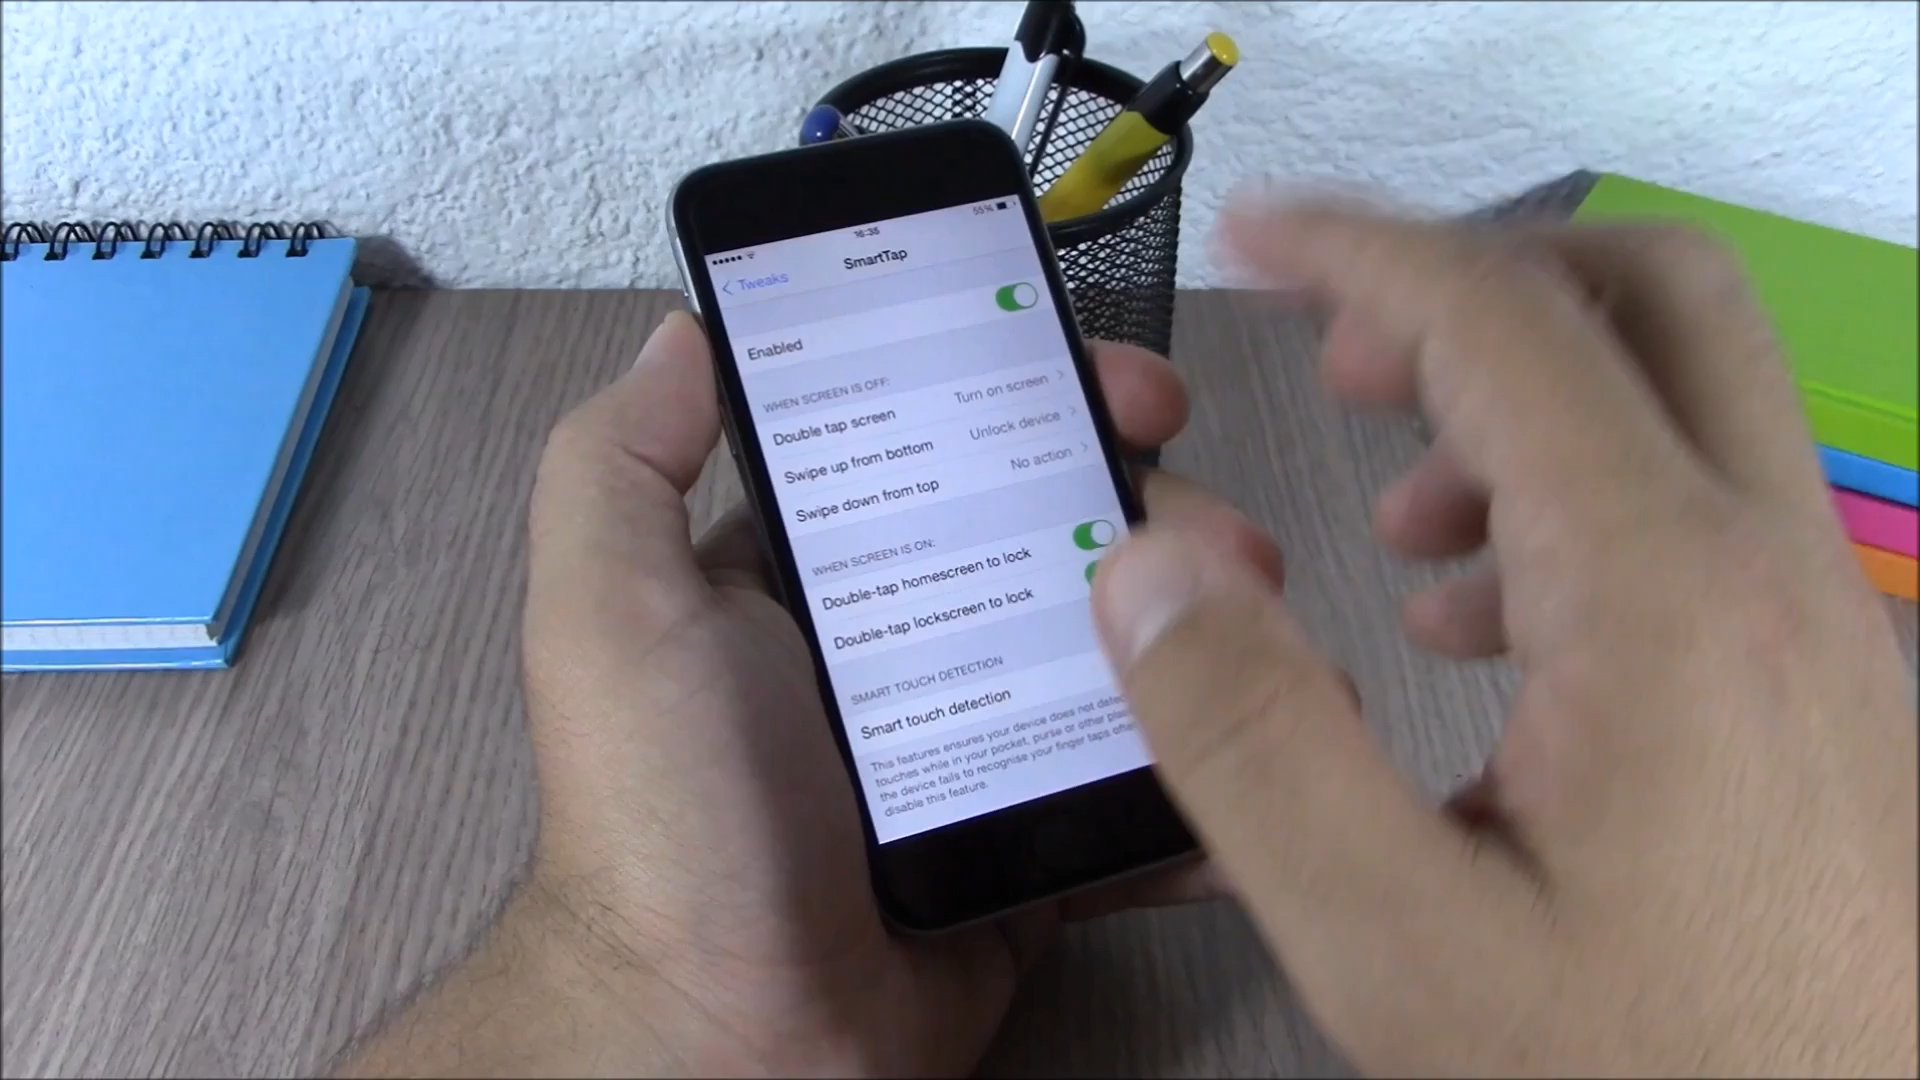 55%
16:35
< Tweaks SmartTap
Enabled
WHEN SCREEN IS OFF:
Double tap screen Turn on screen >
Swipe up from bottom Unlock device >
Swipe down from top No action >
WHEN SCREEN IS ON:
Double-tap homescreen to lock
Double-tap lockscreen to lock
SMART TOUCH DETECTION
Smart touch detection
This features ensures your device does not
touches while in your pocket, purse or other
the device fails to recognise your finger taps
disable this feature.